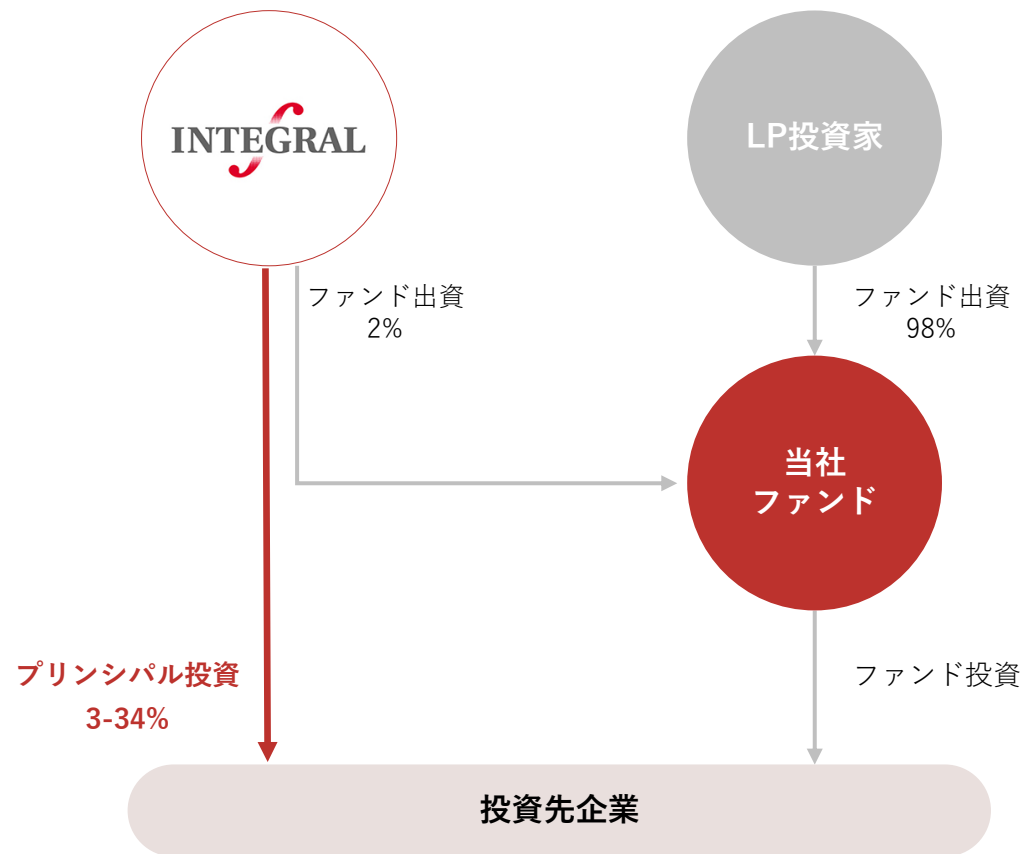 INTEGRAL
LP投資家
ファンド出資
2%
ファンド出資
98%
当社
ファンド
プリンシパル投資
3-34%
ファンド投資
投資先企業